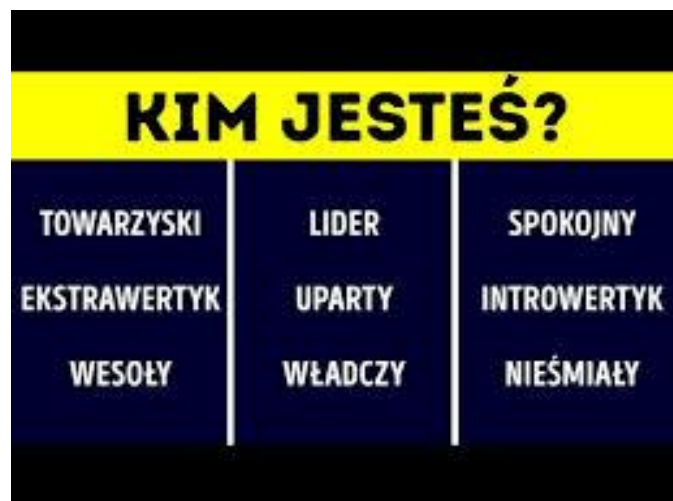 KIM JESTEŚ?
TOWARZYSKI
EKSTRAWERTYK
WESOŁY
LIDER
UPARTY
WŁADCZY
SPOKOJNY
INTROWERTYK
NIEŚMIAŁY